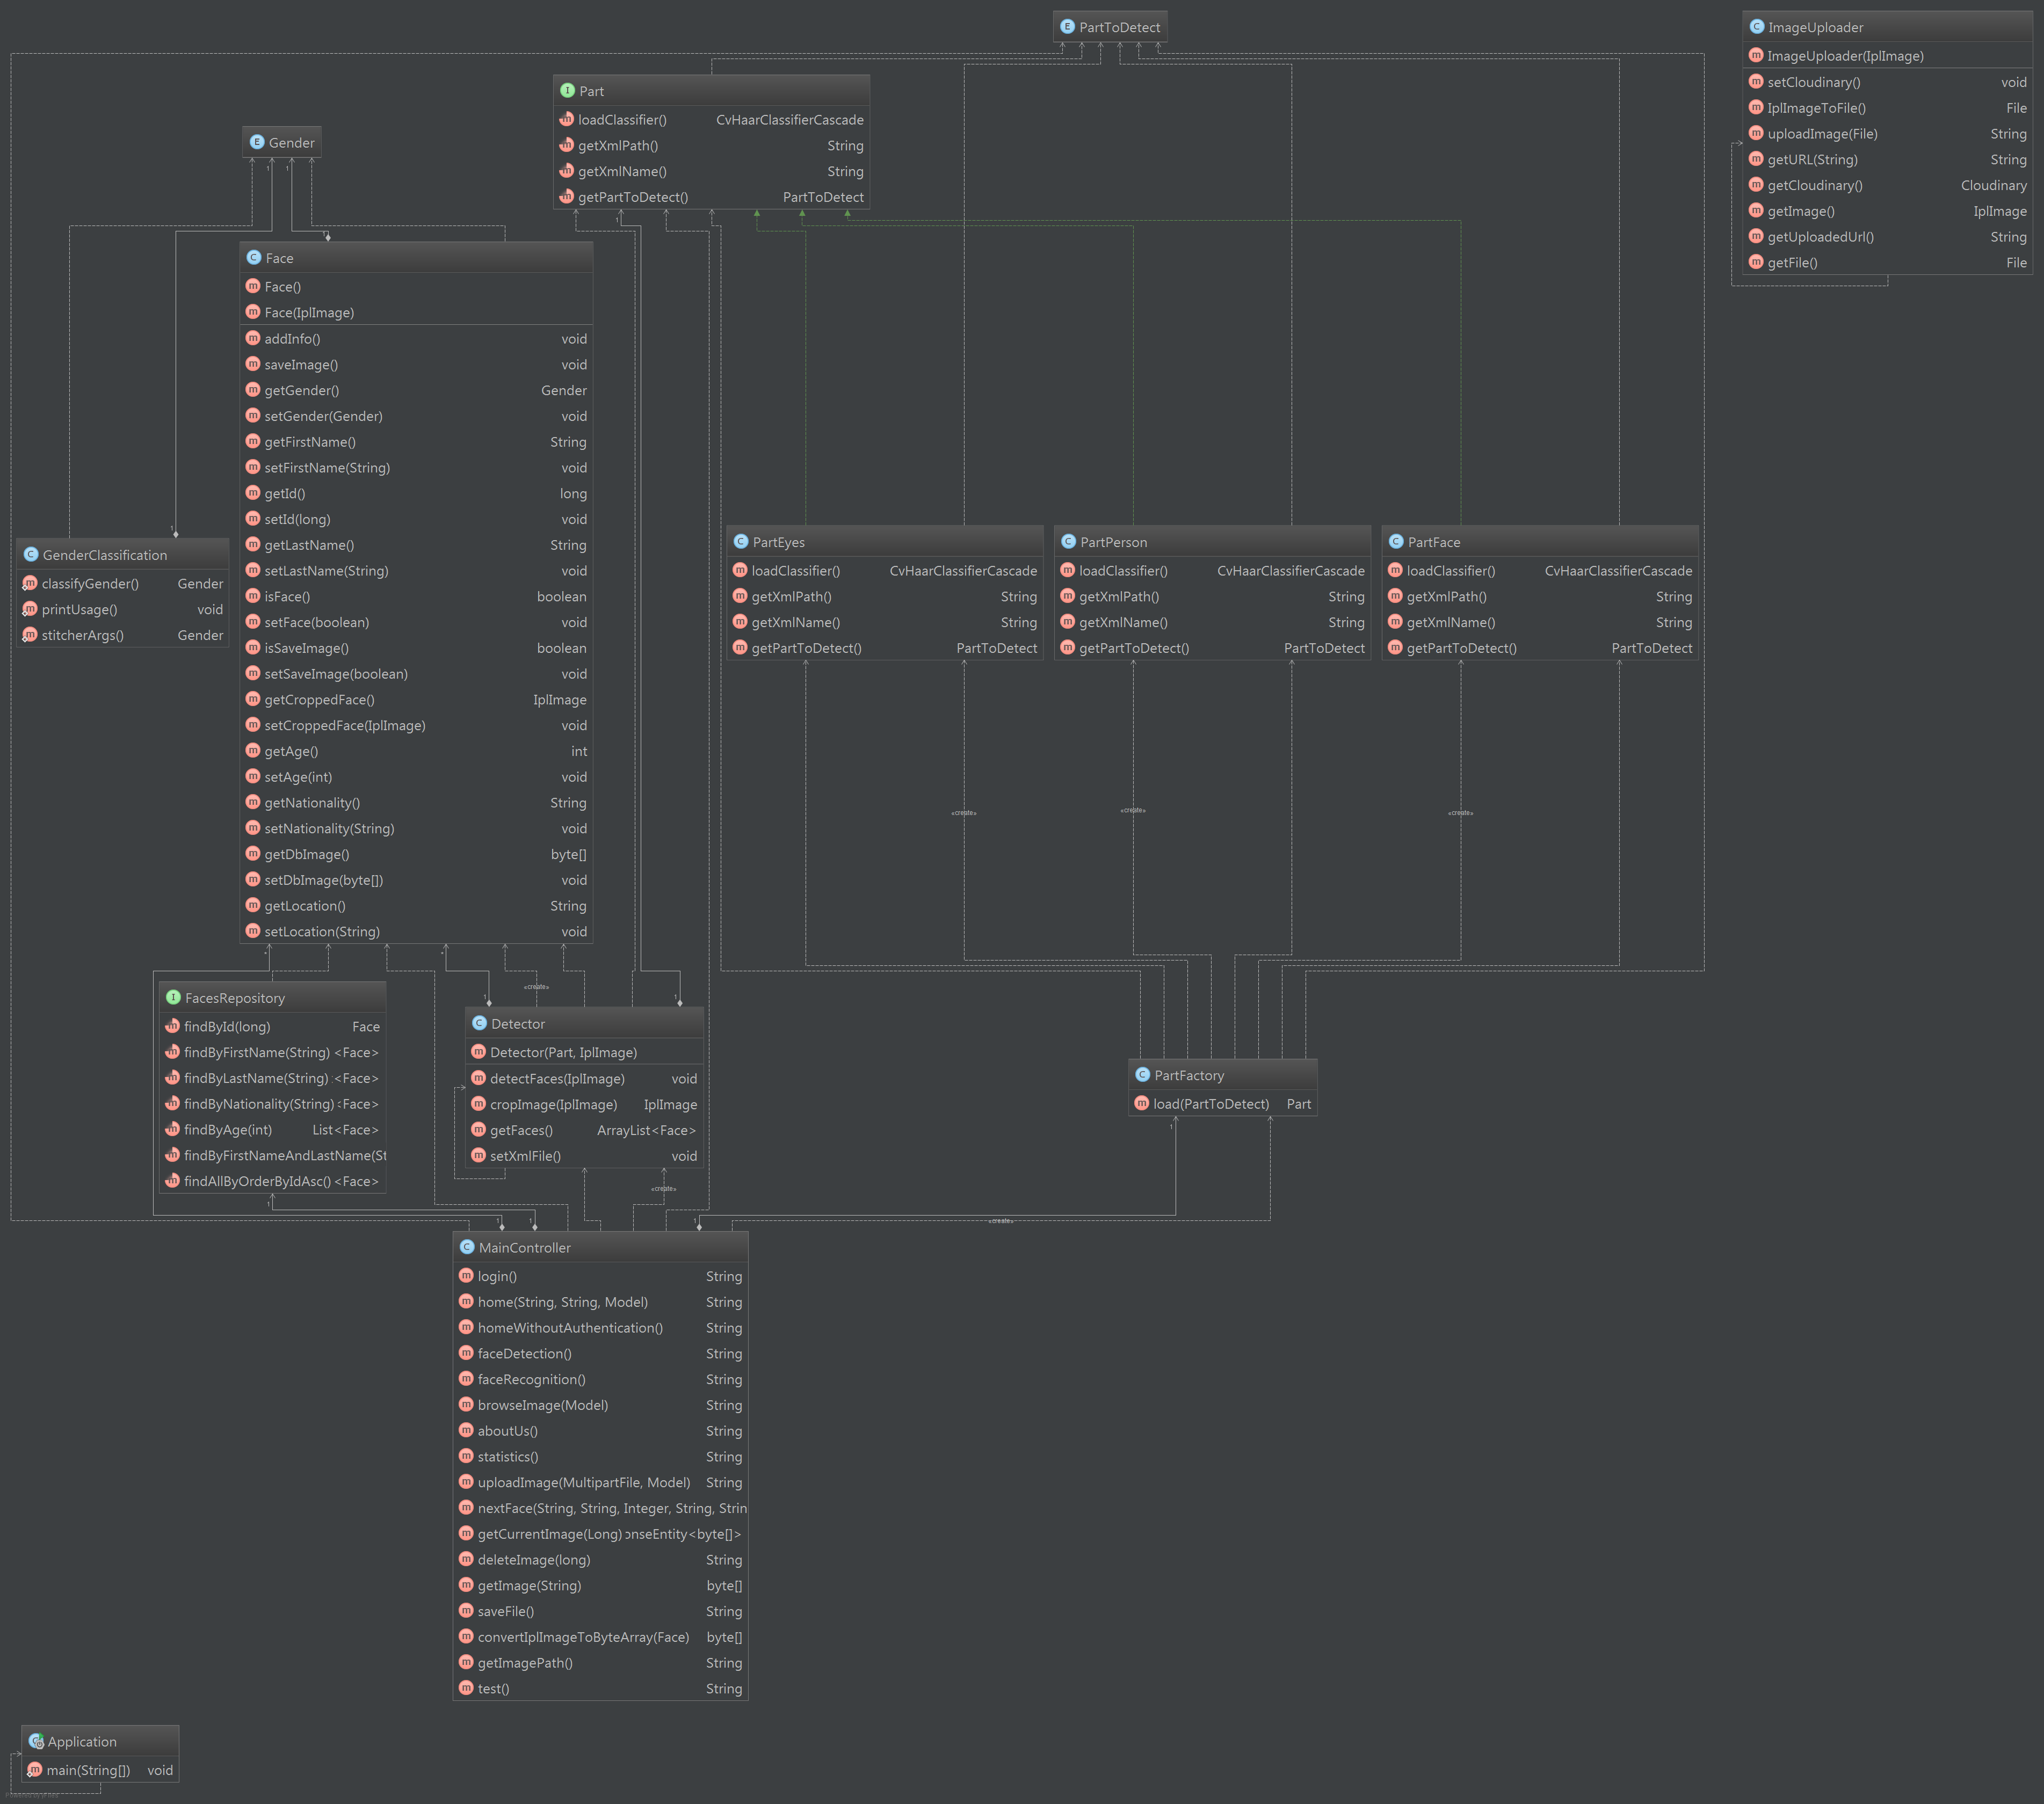 PartToDetect
ImageUploader
ImageUploader(IplImage)
setCloudinary() void
IplImageToFile() File
uploadImage(File) String
getURL(String) String
getCloudinary() Cloudinary
getImage() IplImage
getUploadedUrl() String
getFile() File
Part
loadClassifier() CvHaarClassifierCascade
getXmlPath() String
getXmlName() String
getPartToDetect() PartToDetect
Gender
1
1
1
1
Face
Face()
Face(IplImage)
addInfo() void
saveImage() void
getGender() Gender
setGender(Gender) void
getFirstName() String
setFirstName(String) void
getId() long
setId(long) void
getLastName() String
setLastName(String) void
isFace() boolean
setFace(boolean) void
isSaveImage() boolean
setSaveImage(boolean) void
getCroppedFace() IplImage
setCroppedFace(IplImage) void
getAge() int
setAge(int) void
getNationality() String
setNationality(String) void
getDbImage() byte[]
setDbImage(byte[]) void
getLocation() String
setLocation(String) void
1
GenderClassification
classifyGender() Gender
printUsage() void
stitcherArgs() Gender
PartEyes
loadClassifier() CvHaarClassifierCascade
getXmlPath() String
getXmlName() String
getPartToDetect() PartToDetect
PartPerson
loadClassifier() CvHaarClassifierCascade
getXmlPath() String
getXmlName() String
getPartToDetect() PartToDetect
PartFace
loadClassifier() CvHaarClassifierCascade
getXmlPath() String
getXmlName() String
getPartToDetect() PartToDetect
«create»
«create»
«create»
*
*
«create»
1
1
FacesRepository
findById(long) Face
findByFirstName(String) <Face>
findByLastName(String) <Face>
findByNationality(String) <Face>
findByAge(int) List<Face>
findByFirstNameAndLastName(St
findAllByOrderByIdAsc() <Face>
Detector
Detector(Part, IplImage)
detectFaces(IplImage) void
cropImage(IplImage) IplImage
getFaces() ArrayList<Face>
setXmlFile() void
PartFactory
load(PartToDetect) Part
1
«create»
1
1
1
1
«create»
MainController
login() String
home(String, String, Model) String
homeWithoutAuthentication() String
faceDetection() String
faceRecognition() String
browseImage(Model) String
aboutUs() String
statistics() String
uploadImage(MultipartFile, Model) String
nextFace(String, String, Integer, String, Strin
getCurrentImage(Long) onseEntity<byte[]>
deleteImage(long) String
getImage(String) byte[]
saveFile() String
convertIplImageToByteArray(Face) byte[]
getImagePath() String
test() String
Application
main(String[]) void